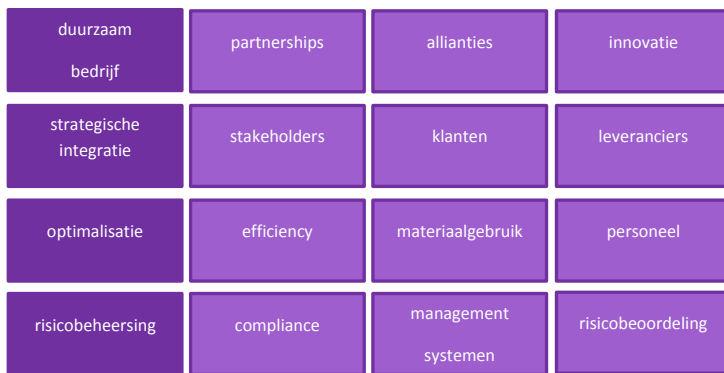 duurzaam
bedrijf
partnerships
allianties
innovatie
strategische
integratie
stakeholders
klanten
leveranciers
optimalisatie
efficiency
materiaalgebruik
personeel
risicobeheersing
compliance
management
systemen
risicobeoordeling